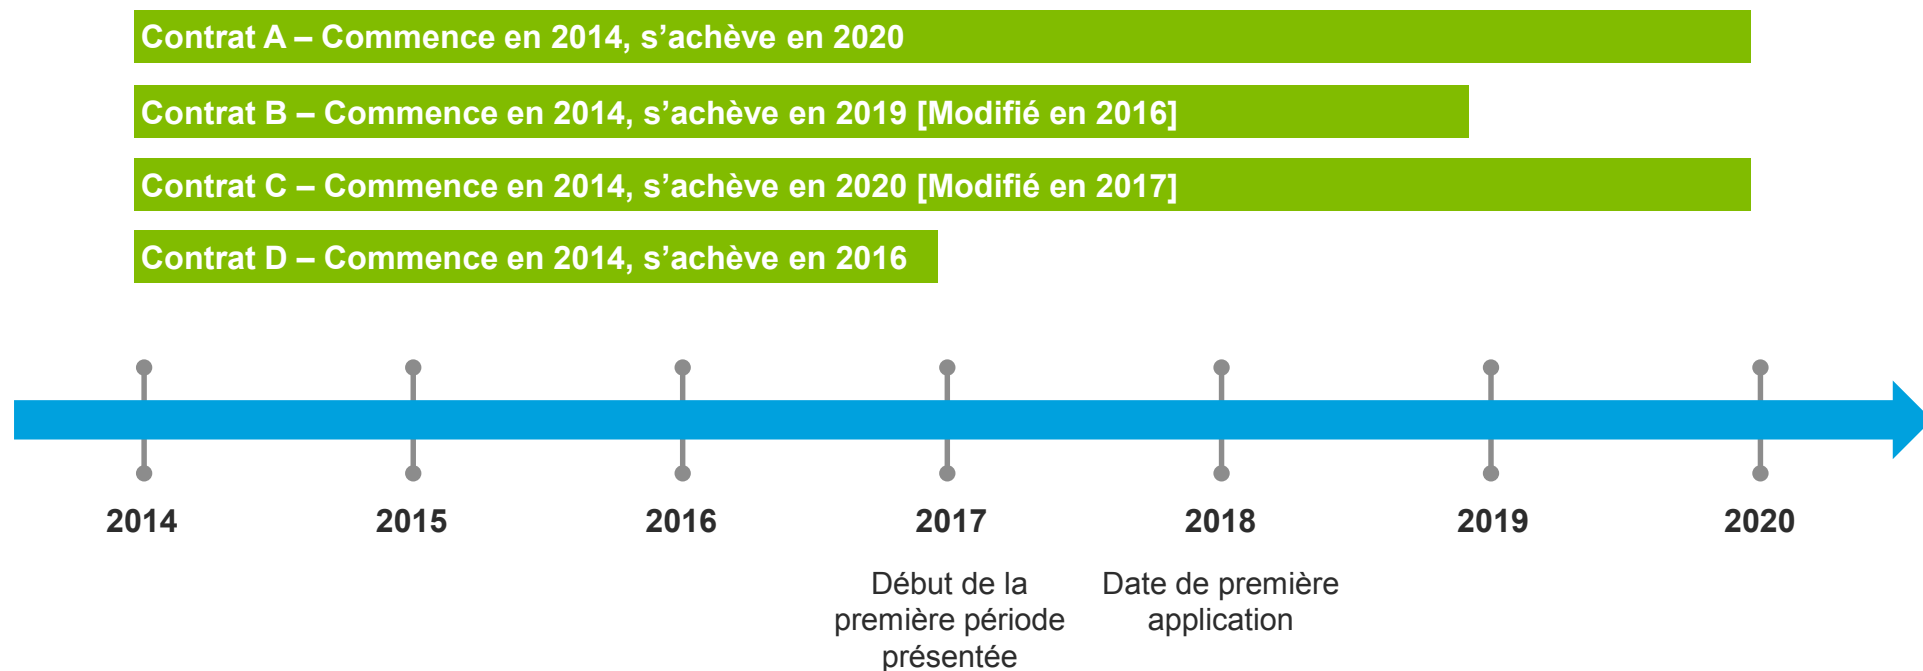 Contrat A – Commence en 2014, s’achève en 2020
Contrat B – Commence en 2014, s’achève en 2019 [Modifié en 2016]
Contrat C – Commence en 2014, s’achève en 2020 [Modifié en 2017]
Contrat D – Commence en 2014, s’achève en 2016
2014 2015 2016 2017 2018 2019 2020
Début de la
première période
présentée
Date de première
application